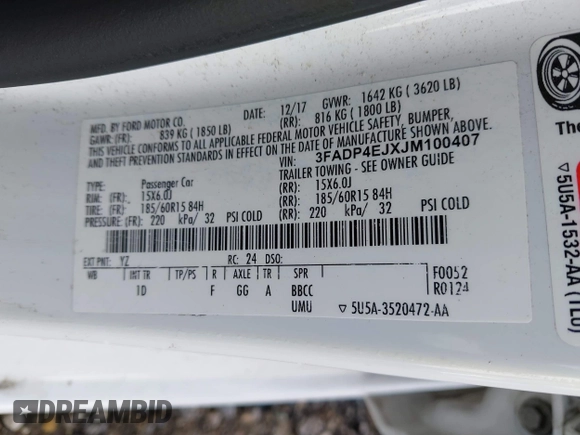 MFD. BY FORD MOTOR CO. DATE: 12/17 GVWR: 1642 KG ( 3620 LB)
GAWR: (FR): 839 KG ( 1850 LB) (RR): 816 KG ( 1800 LB)
THIS VEHICLE CONFORMS TO ALL APPLICABLE FEDERAL MOTOR VEHICLE SAFETY, BUMPER,
AND THEFT PREVENTION STANDARDS IN EFFECT ON THE DATE OF MANUFACTURE SHOWN ABOVE.
VIN: 3FADP4EJXJM100407
TYPE: Passenger Car TRAILER TOWING - SEE OWNER GUIDE
RIM: (FR): 15X6.0J (RR): 15X6.0J
TIRE: (FR): 185/60R15 84H (RR): 185/60R15 84H
PRESSURE: (FR): 220 kPa/ 32 PSI COLD (RR): 220 kPa/ 32 PSI COLD
EXT PNT: YZ RC: 24 DSO:
WB INT TR TP/PS R AXLE TR SPR F0052
ID F GG A BBCC R0124
UMU ▽ 5U5A-3520472-AA
The
▽ 5U5A-1532-AA (TL0)
DREAMBID